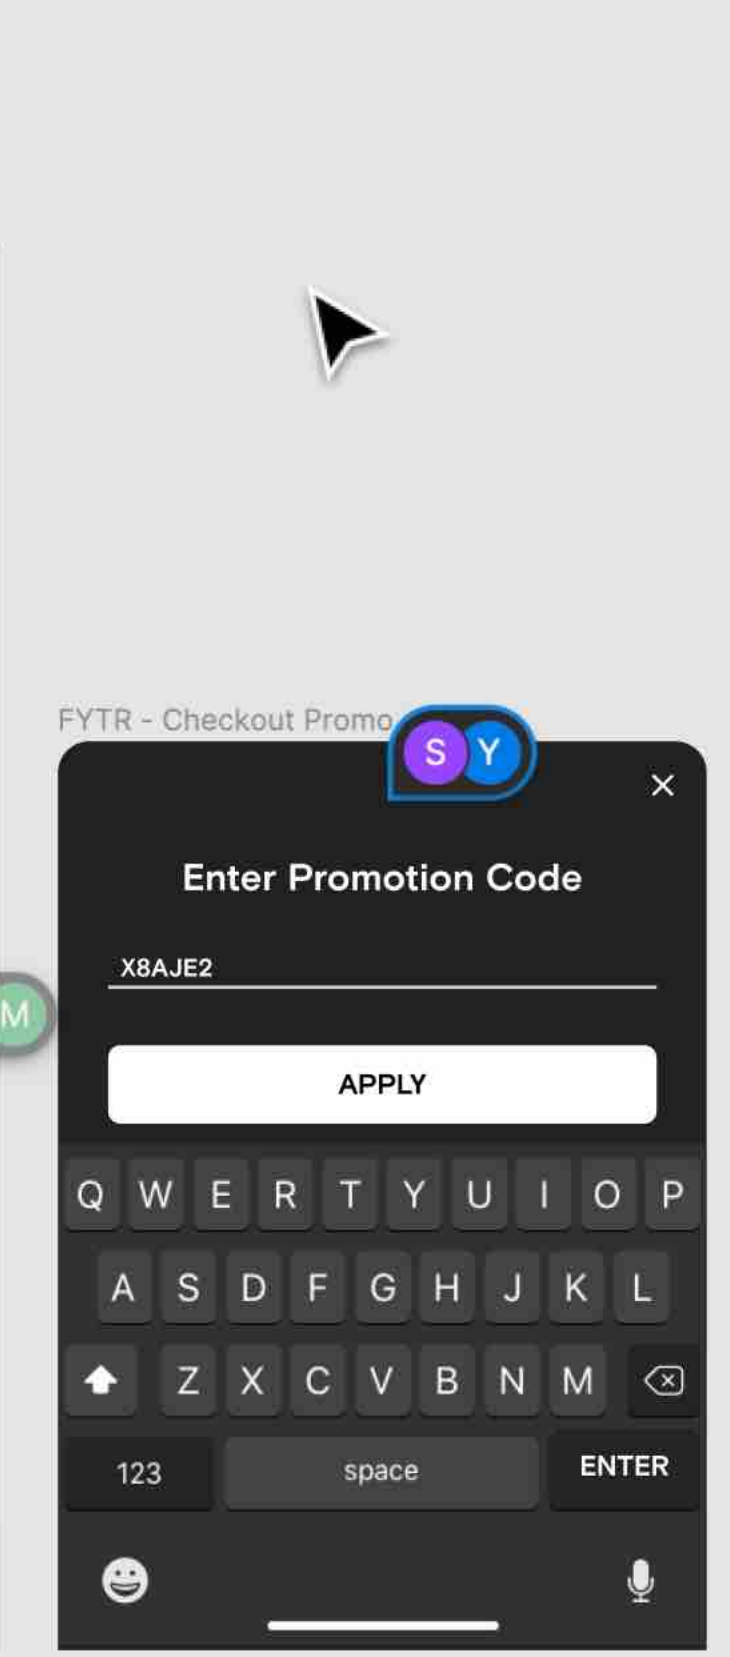 FYTR - Checkout Promo
S Y
Enter Promotion Code
X8AJE2
M
APPLY
Q W E R T Y U I O P
A S D F G H J K L
Z X C V B N M
123 space ENTER